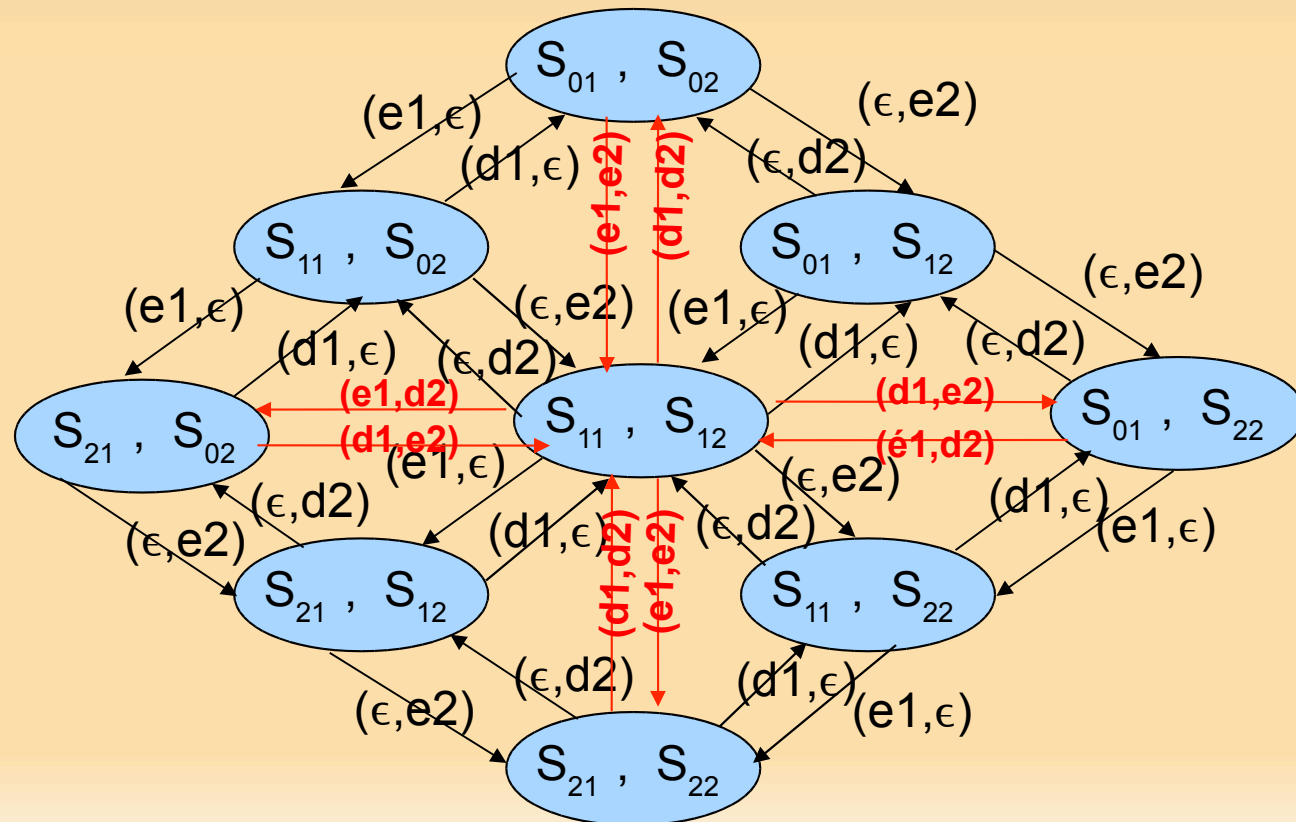 S01 , S02
(e1,ϵ)
(ϵ,e2)
(d1,ϵ)
(e1,e2)
(d1,d2)
(ϵ,d2)
S11 , S02
S01 , S12
(e1,ϵ)
(ϵ,e2)
(e1,ϵ)
(ϵ,e2)
(d1,ϵ)
(ϵ,d2)
(d1,ϵ)
(ϵ,d2)
(e1,d2)
(d1,e2)
S21 , S02
S11 , S12
S01 , S22
(d1,e2)
(é1,d2)
(e1,ϵ)
(ϵ,e2)
(ϵ,d2)
(d1,ϵ)
(ϵ,e2)
(d1,ϵ)
(d1,d2)
(e1,e2)
(ϵ,d2)
(e1,ϵ)
S21 , S12
S11 , S22
(ϵ,d2)
(d1,ϵ)
(ϵ,e2)
(e1,ϵ)
S21 , S22